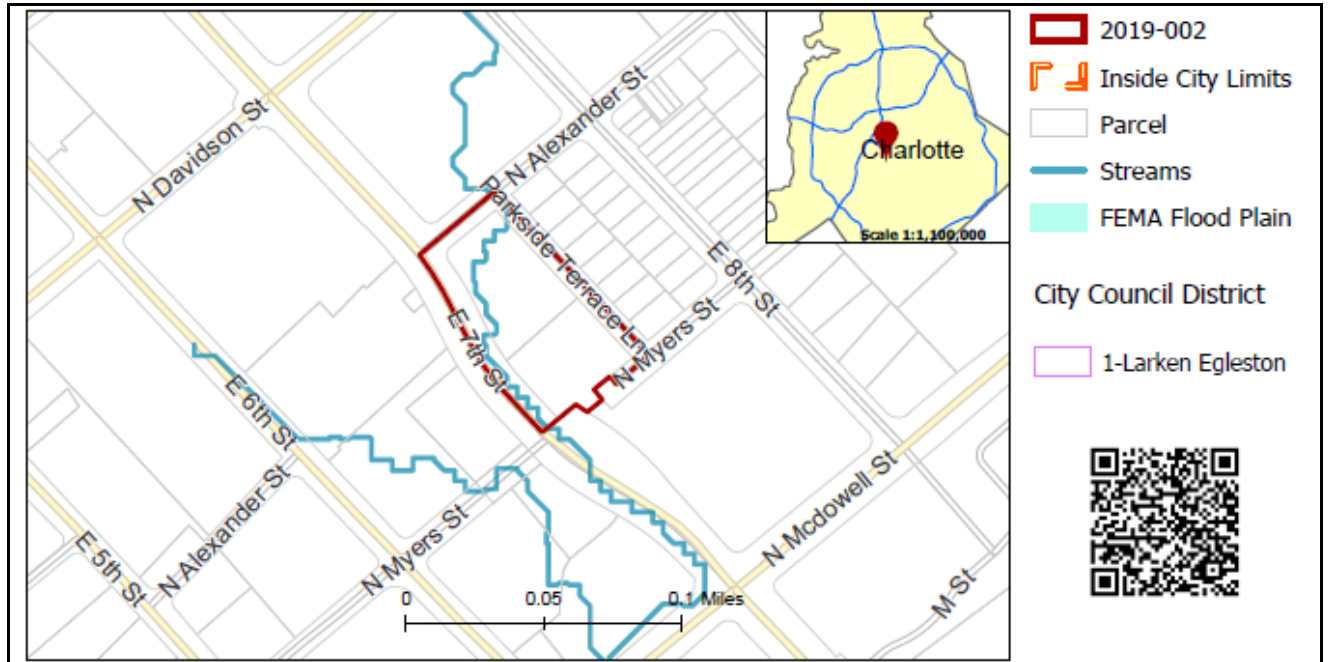 N Davidson St
N Alexander St
Parkside Terrace Ln
E 8th St
E 7th St
N Myers St
E 6th St
N Alexander St
E 5th St
N Myers St
N Mcdowell St
M St
0
0.05
0.1 Miles
Charlotte
Scale 1:1,100,000
2019-002
Inside City Limits
Parcel
Streams
FEMA Flood Plain
City Council District
1-Larken Egleston